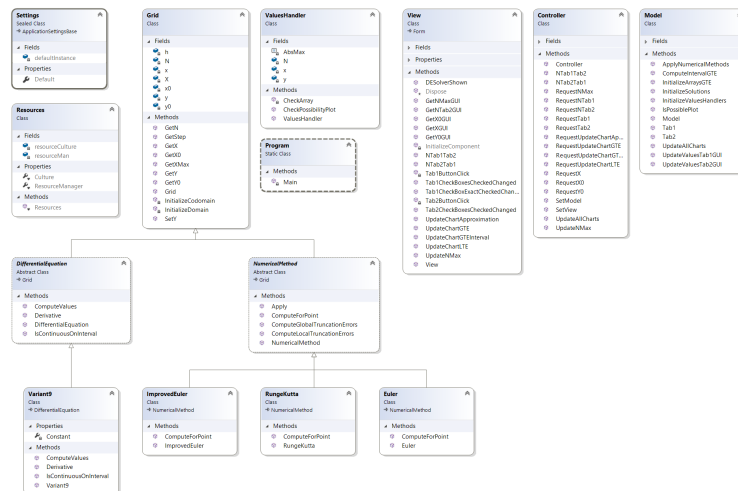 Settings
Sealed Class
ApplicationSettingsBase
Fields
defaultInstance
Properties
Default
Resources
Class
Fields
resourceCulture
resourceMan
Properties
Culture
ResourceManager
Methods
Resources
Grid
Class
Fields
h
N
x
X
x0
y
y0
Methods
GetN
GetStep
GetX
GetX0
GetXMax
GetY
GetY0
Grid
InitializeCodomain
InitializeDomain
SetY
ValuesHandler
Class
Fields
AbsMax
N
x
y
Methods
CheckArray
CheckPossibilityPlot
ValuesHandler
Program
Static Class
Methods
Main
View
Class
Form
Fields
Properties
Methods
DESolverShown
Dispose
GetNMaxGUI
GetNTab2GUI
GetX0GUI
GetXGUI
GetY0GUI
InitializeComponent
NTab1Tab2
NTab2Tab1
Tab1ButtonClick
Tab1CheckBoxesCheckedChanged
Tab1CheckBoxExactCheckedChan...
Tab2ButtonClick
Tab2CheckBoxesCheckedChanged
UpdateChartApproximation
UpdateChartGTE
UpdateChartGTEInterval
UpdateChartLTE
UpdateNMax
View
Controller
Class
Fields
Methods
Controller
NTab1Tab2
NTab2Tab1
RequestNMax
RequestNTab1
RequestNTab2
RequestTab1
RequestTab2
RequestUpdateChartAp...
RequestUpdateChartGTE
RequestUpdateChartGT...
RequestUpdateChartLTE
RequestX
RequestX0
RequestY0
SetModel
SetView
UpdateAllCharts
UpdateNMax
Model
Class
Fields
Methods
ApplyNumericalMethods
ComputeIntervalGTE
InitializeArraysGTE
InitializeSolutions
InitializeValuesHandlers
IsPossiblePlot
Model
Tab1
Tab2
UpdateAllCharts
UpdateValuesTab1GUI
UpdateValuesTab2GUI
DifferentialEquation
Abstract Class
Grid
Methods
ComputeValues
Derivative
DifferentialEquation
IsContinuousOnInterval
NumericalMethod
Abstract Class
Grid
Methods
Apply
ComputeForPoint
ComputeGlobalTruncationErrors
ComputeLocalTruncationErrors
NumericalMethod
Variant9
Class
DifferentialEquation
Properties
Constant
Methods
ComputeValues
Derivative
IsContinuousOnInterval
Variant9
ImprovedEuler
Class
NumericalMethod
Methods
ComputeForPoint
ImprovedEuler
RungeKutta
Class
NumericalMethod
Methods
ComputeForPoint
RungeKutta
Euler
Class
NumericalMethod
Methods
ComputeForPoint
Euler